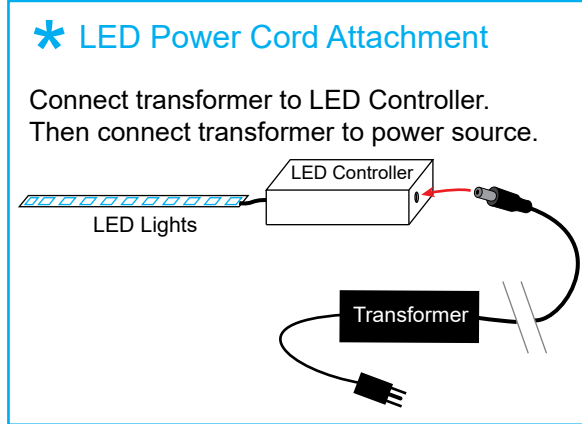 * LED Power Cord Attachment
Connect transformer to LED Controller.
Then connect transformer to power source.
LED Controller
LED Lights
Transformer